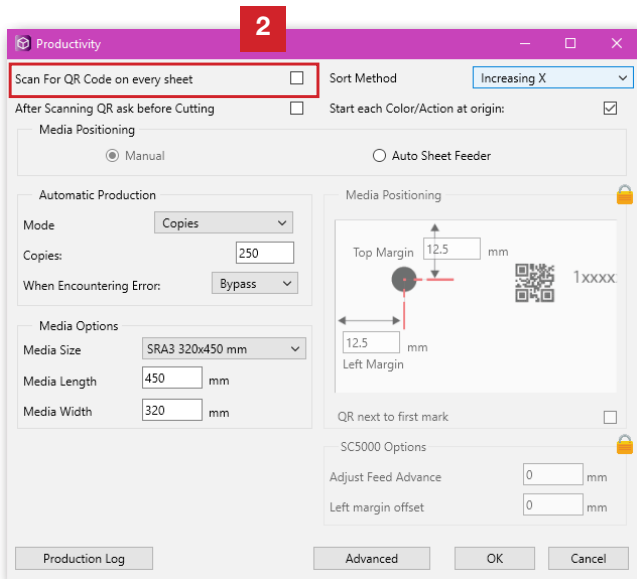 2
Productivity
Scan For QR Code on every sheet
Sort Method
Increasing X
After Scanning QR ask before Cutting
Start each Color/Action at origin:
Media Positioning
Manual
Auto Sheet Feeder
Automatic Production
Mode
Copies
Copies:
250
When Encountering Error:
Bypass
Media Options
Media Size
SRA3 320x450 mm
Media Length
450 mm
Media Width
320 mm
Media Positioning
Top Margin
12.5 mm
1xxxx
12.5 mm
Left Margin
QR next to first mark
SC5000 Options
Adjust Feed Advance
0 mm
Left margin offset
0 mm
Production Log
Advanced
OK
Cancel